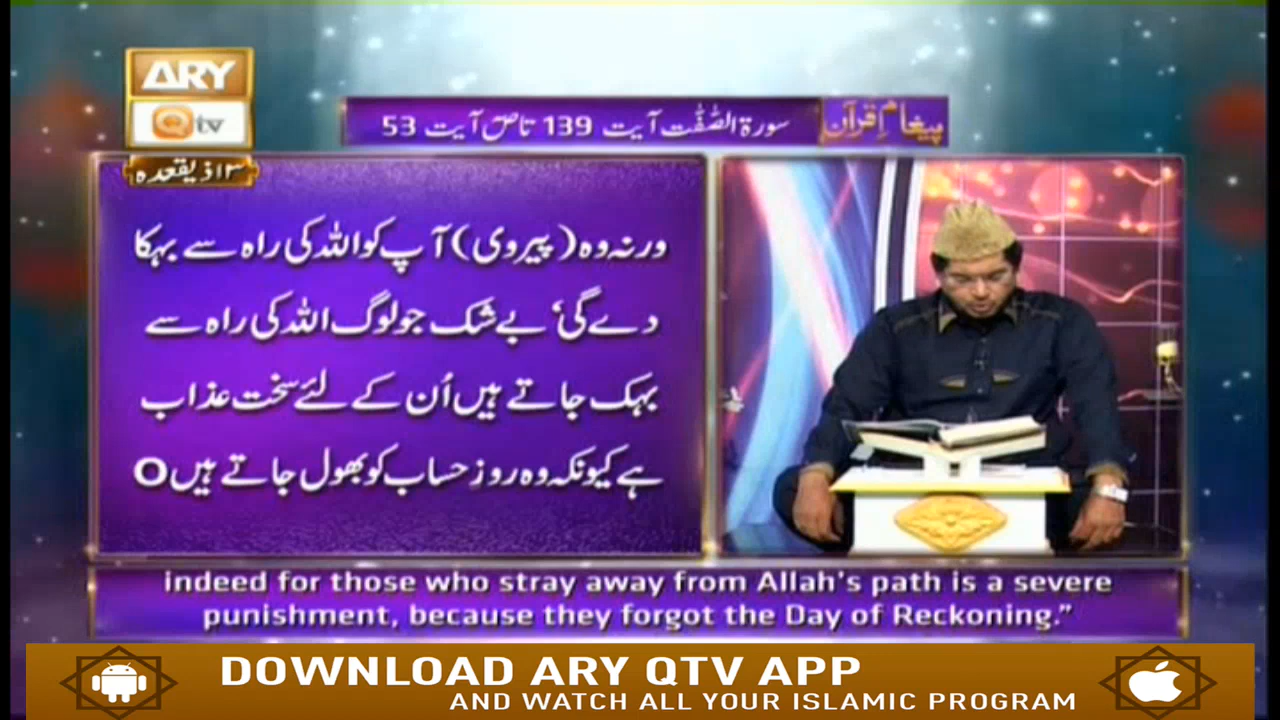 ARY
Qtv
سورۃ الصّٰفّٰت آیت 139 تا صٓ آیت 53
پیغامِ قرآن
۱۳ ذیقعدہ
ورنہ وہ (پیروی) آپ کو اللہ کی راہ سے بہکا
دے گی‘ بے شک جو لوگ اللہ کی راہ سے
بہک جاتے ہیں اُن کے لئے سخت عذاب
ہے کیونکہ وہ روز حساب کو بھول جاتے ہیں O
indeed for those who stray away from Allah's path is a severe
punishment, because they forgot the Day of Reckoning.”
DOWNLOAD ARY QTV APP
AND WATCH ALL YOUR ISLAMIC PROGRAM